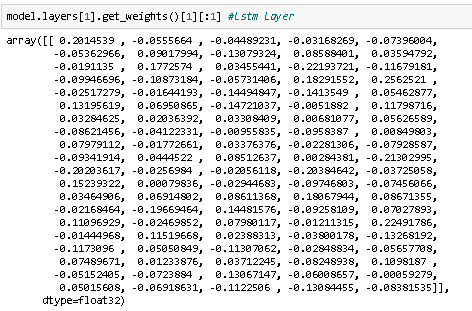 model.layers[1].get_weights()[1][:1] #Lstm Layer
array([[ 0.2014539 , -0.0555664 , -0.04489231, -0.03168269, -0.07396004,
-0.05362966, 0.09017994, -0.13079324, 0.08588401, 0.03594792,
-0.0191135 , 0.1772574 , 0.03455441, -0.22193721, -0.11679181,
-0.09946696, -0.10873184, -0.05731406, 0.18291552, 0.2562521 ,
-0.02517279, -0.01644193, -0.14494847, -0.1413549 , 0.05462877,
0.13195619, 0.06950865, -0.14721037, -0.0051882 , 0.11798716,
0.03284625, 0.02036392, 0.03308409, 0.00681077, 0.05626589,
-0.08621456, -0.04122331, -0.00955835, -0.0958387 , 0.00849803,
0.07979112, -0.01772661, 0.03376376, -0.02281306, -0.07928587,
-0.09341914, 0.0444522 , 0.08512637, 0.00284381, -0.21302995,
-0.20203617, -0.0256984 , -0.02056118, -0.20384642, -0.03725058,
0.15239322, 0.00079836, -0.02944683, -0.09746803, -0.07456066,
0.03464906, 0.06914802, 0.08611368, 0.18067944, 0.08671355,
-0.02168464, -0.19669464, 0.14481576, -0.09258109, 0.07027893,
0.11096929, -0.02469852, 0.07980117, -0.01211315, 0.22491786,
-0.01444968, 0.11519668, 0.02388313, -0.03800178, -0.13268192,
-0.1173096 , 0.05050849, -0.11307062, -0.02848834, -0.05657708,
0.07489671, 0.01233876, 0.03712245, -0.08248938, 0.1098187 ,
-0.05152405, -0.0723884 , 0.13067147, -0.06008657, -0.00059279,
0.05015608, -0.06918631, -0.1122506 , -0.13084455, -0.08381535]],
dtype=float32)